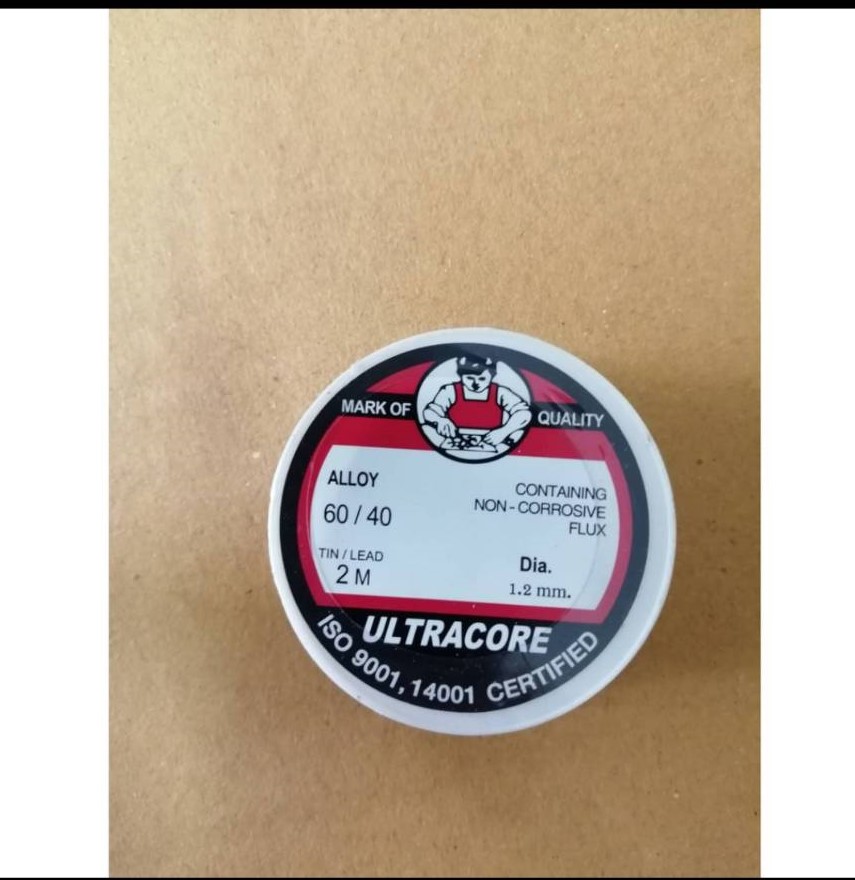 MARK OF QUALITY
ALLOY
60 / 40
TIN / LEAD
2 M
CONTAINING
NON - CORROSIVE
FLUX
Dia.
1.2 mm.
ULTRACORE
ISO 9001, 14001 CERTIFIED